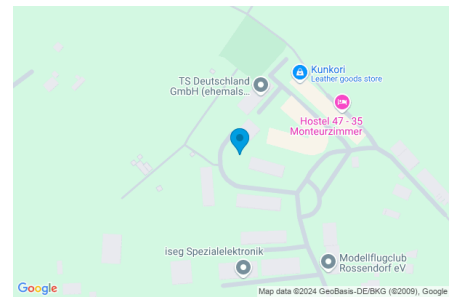 Kunkori
Leather goods store
TS Deutschland
GmbH (ehemals...
Hostel 47 - 35
Monteurzimmer
iseg Spezialelektronik
Modellflugclub
Rossendorf eV
Google
Map data ©2024 GeoBasis-DE/BKG (©2009), Google